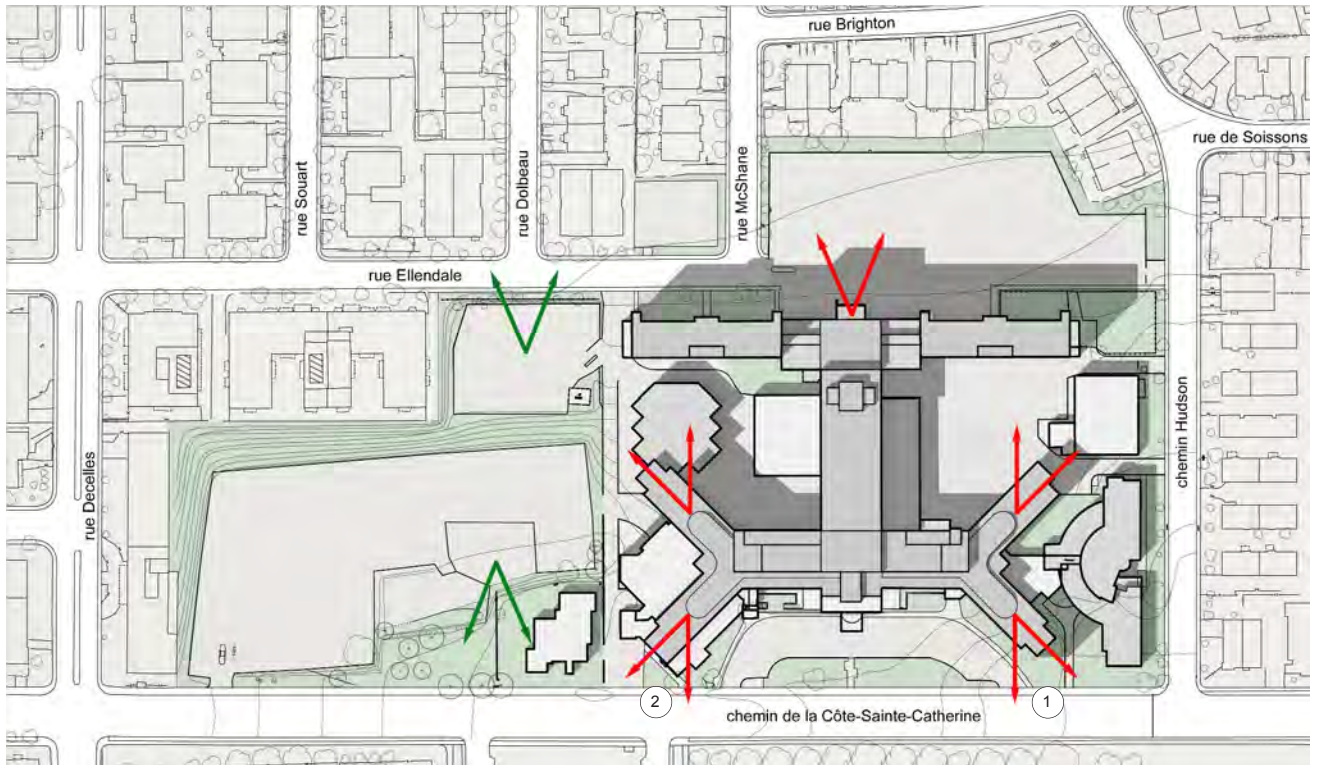 rue Brighton
rue de Soissons
rue Souart
rue Dolbeau
rue McShane
rue Ellendale
chemin Hudson
rue Decelles
2
1
chemin de la Côte-Sainte-Catherine